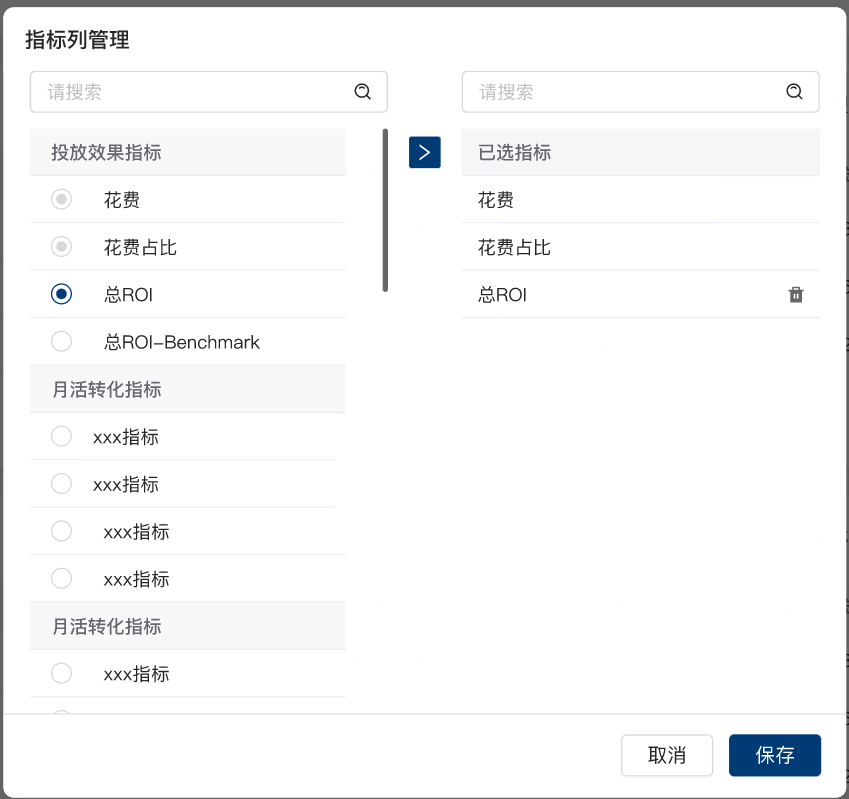 指标列管理
请搜索
投放效果指标
花费
花费占比
总ROI
总ROI-Benchmark
月活转化指标
xxx指标
xxx指标
xxx指标
xxx指标
月活转化指标
xxx指标
请搜索
已选指标
花费
花费占比
总ROI
取消
保存